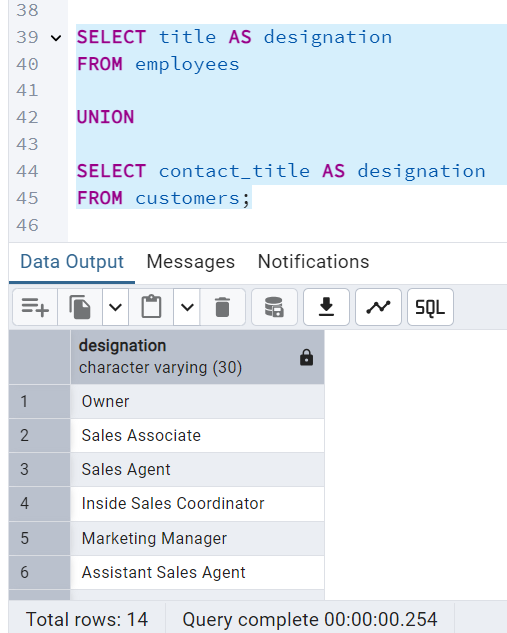 38
39 SELECT title AS designation
40 FROM employees
41
42 UNION
43
44 SELECT contact_title AS designation
45 FROM customers;
46
Data Output Messages Notifications
SQL
designation
character varying (30)
1 Owner
2 Sales Associate
3 Sales Agent
4 Inside Sales Coordinator
5 Marketing Manager
6 Assistant Sales Agent
Total rows: 14 Query complete 00:00:00.254